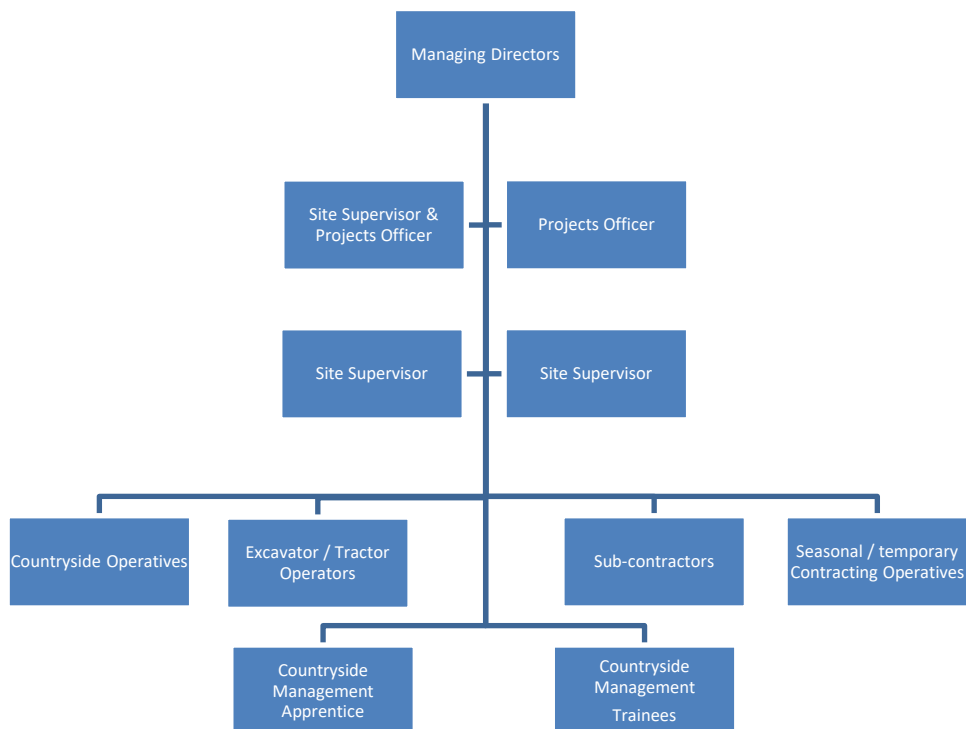 Managing Directors
Site Supervisor &
Projects Officer
Projects Officer
Site Supervisor
Site Supervisor
Countryside Operatives
Excavator / Tractor
Operators
Sub-contractors
Seasonal / temporary
Contracting Operatives
Countryside
Management
Apprentice
Countryside
Management
Trainees